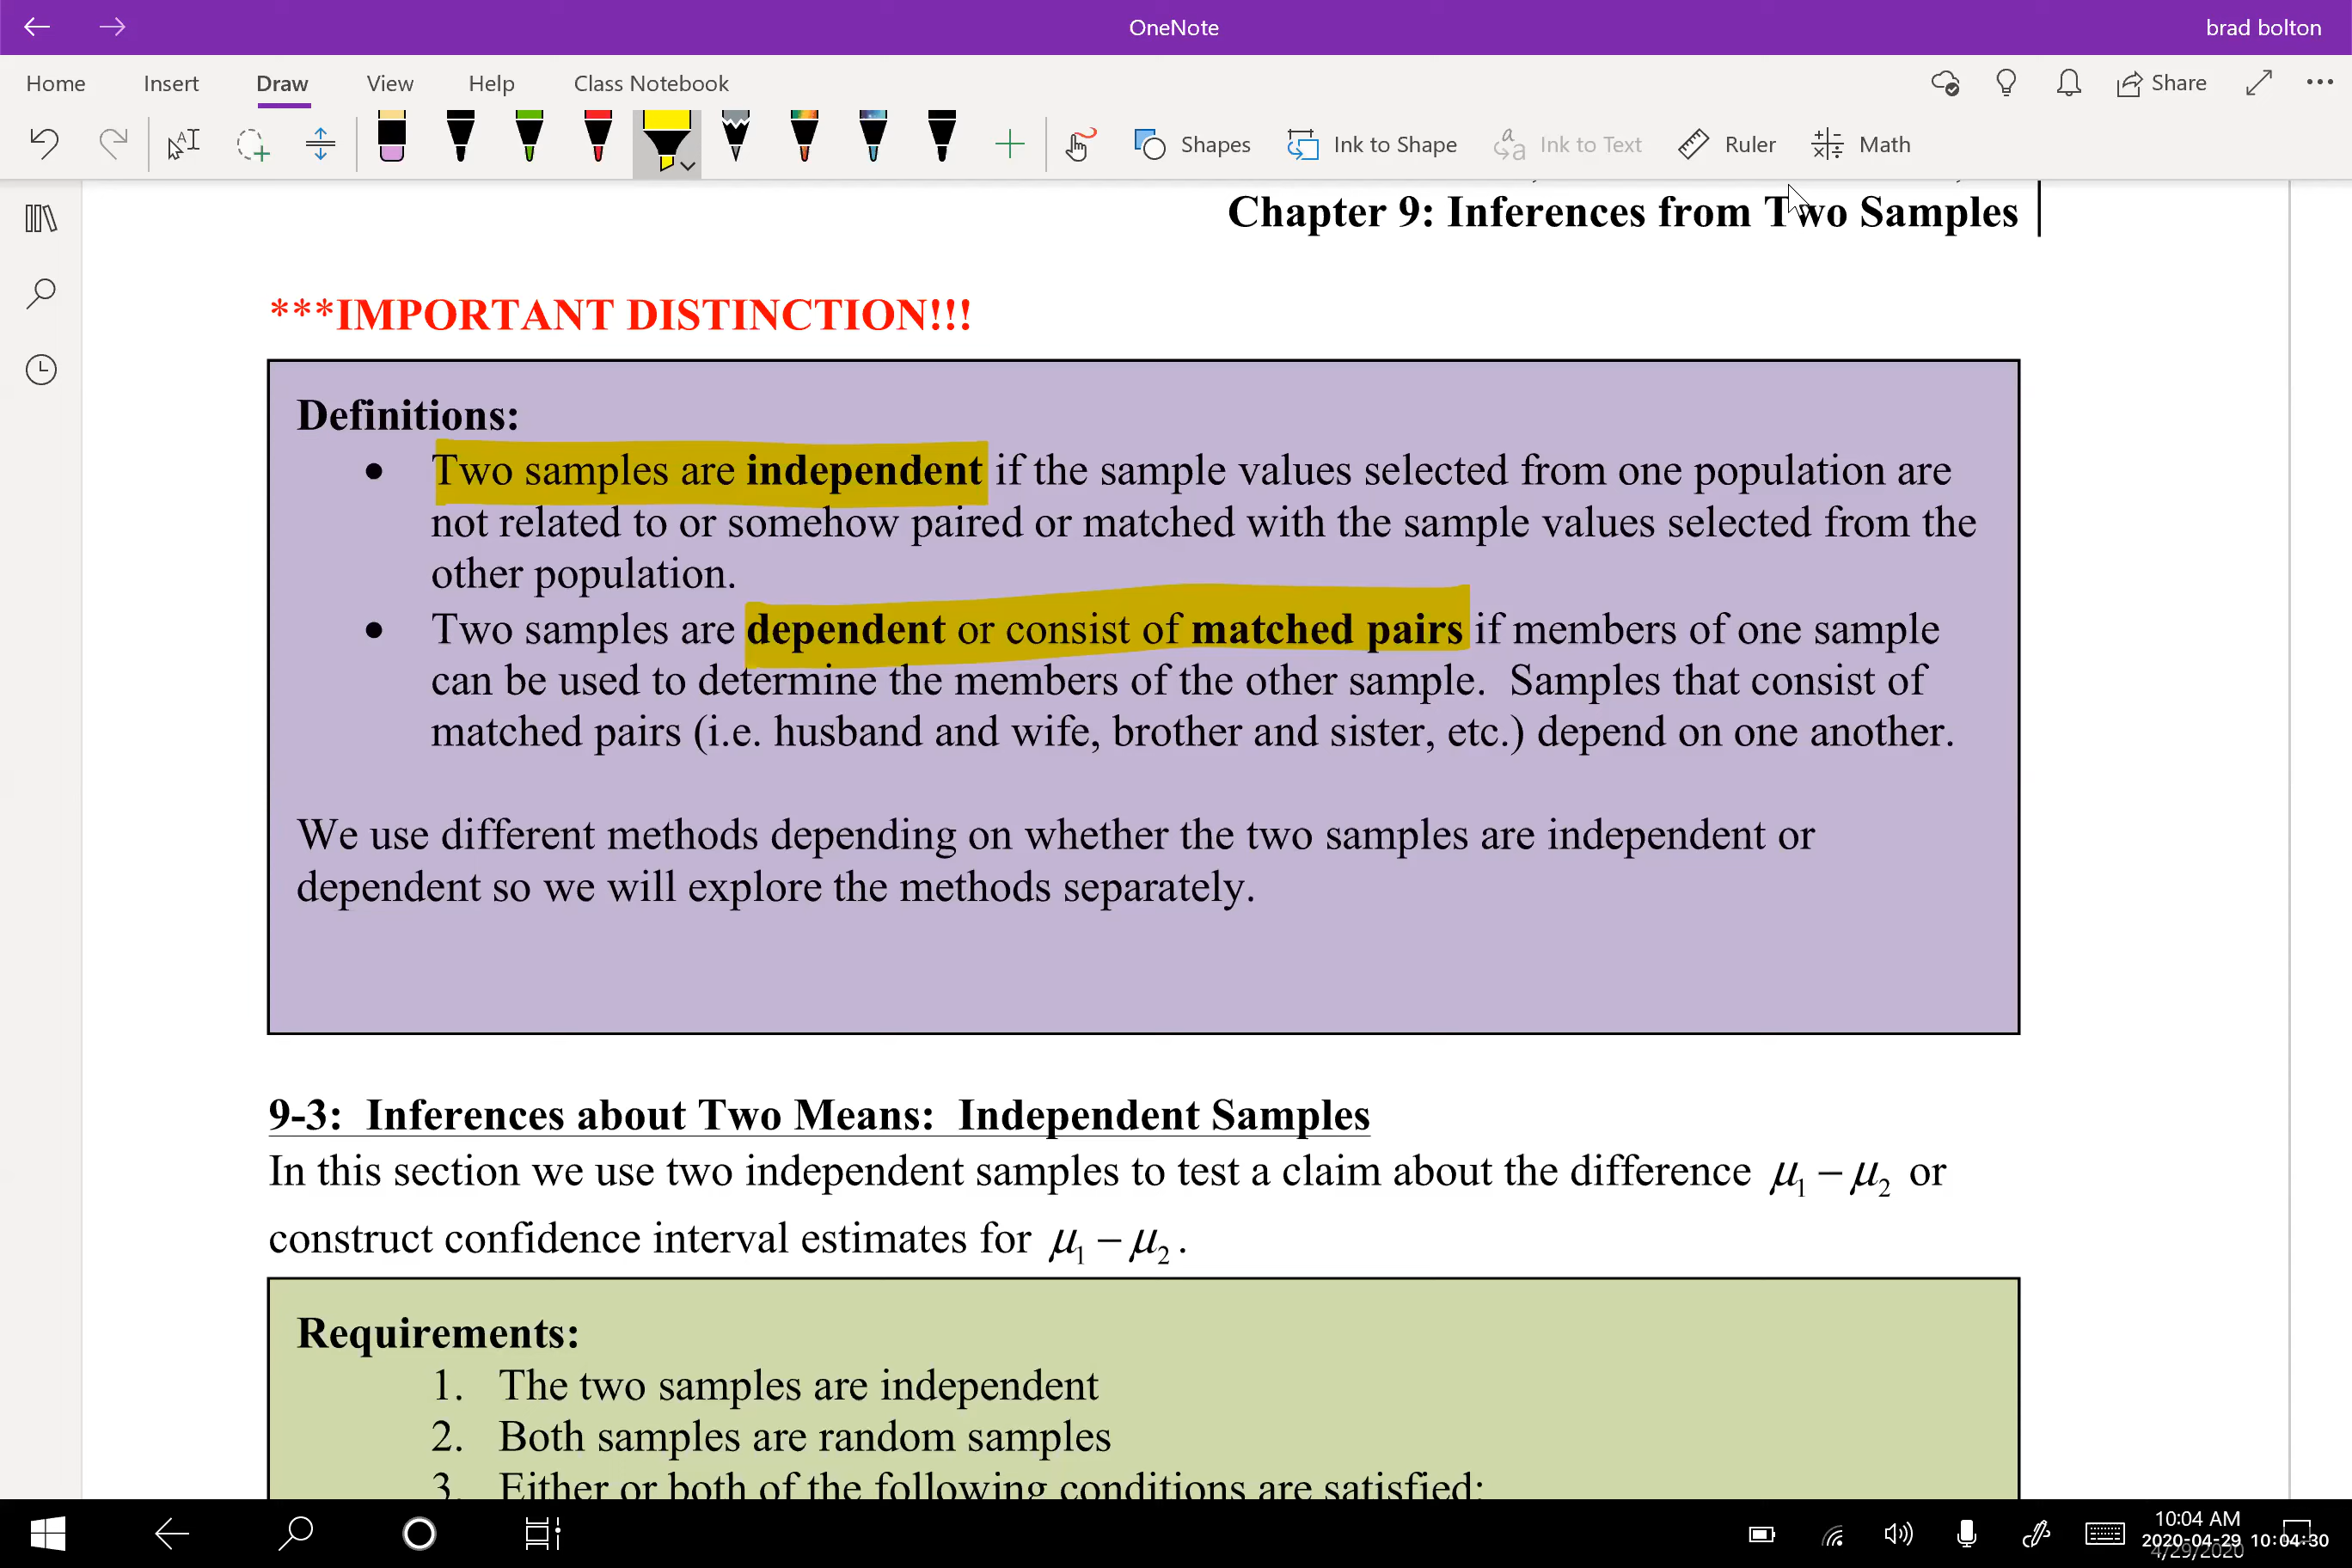 OneNote
brad bolton
Home Insert Draw View Help Class Notebook Share
Shapes Ink to Shape Ink to Text Ruler Math
Chapter 9: Inferences from Two Samples
***IMPORTANT DISTINCTION!!!
Definitions:
• Two samples are independent if the sample values selected from one population are
not related to or somehow paired or matched with the sample values selected from the
other population.
• Two samples are dependent or consist of matched pairs if members of one sample
can be used to determine the members of the other sample. Samples that consist of
matched pairs (i.e. husband and wife, brother and sister, etc.) depend on one another.
We use different methods depending on whether the two samples are independent or
dependent so we will explore the methods separately.
9-3: Inferences about Two Means: Independent Samples
In this section we use two independent samples to test a claim about the difference μ₁ − μ₂ or
construct confidence interval estimates for μ₁ − μ₂.
Requirements:
1. The two samples are independent
2. Both samples are random samples
3. Either or both of the following conditions are satisfied:
10:04 AM
2020-04-29 10:04:30
4/29/2020